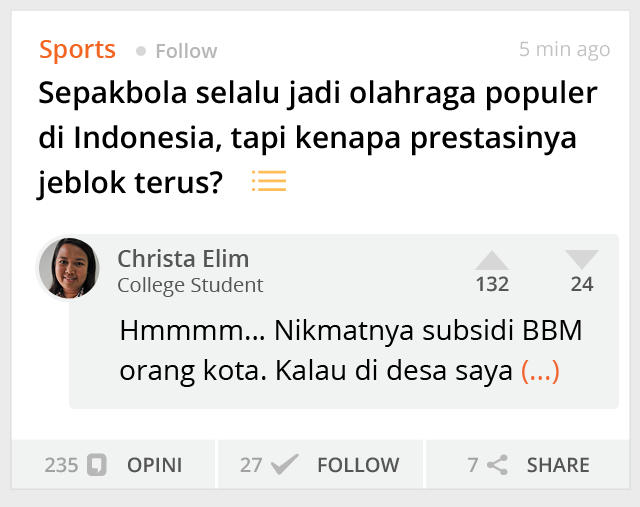 Sports Follow 5 min ago
Sepakbola selalu jadi olahraga populer
di Indonesia, tapi kenapa prestasinya
jeblok terus?
Christa Elim
College Student
132 24
Hmmmm... Nikmatnya subsidi BBM
orang kota. Kalau di desa saya (...)
235 OPINI 27 FOLLOW 7 SHARE